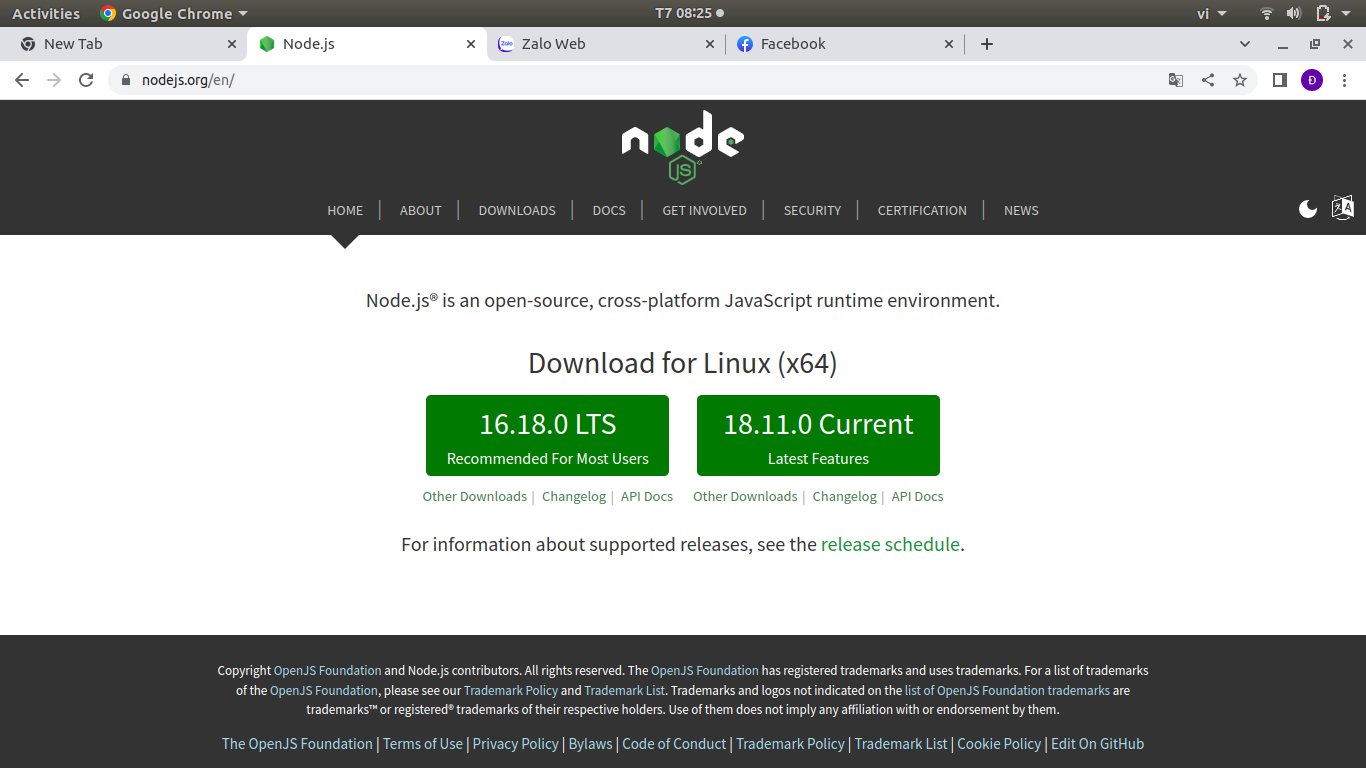 Activities Google Chrome T7 08:25 vi
New Tab Node.js Zalo Zalo Web Facebook
nodejs.org/en/ Đ
node
JS
HOME | ABOUT | DOWNLOADS | DOCS | GET INVOLVED | SECURITY | CERTIFICATION | NEWS
Node.js® is an open-source, cross-platform JavaScript runtime environment.
Download for Linux (x64)
16.18.0 LTS
Recommended For Most Users
18.11.0 Current
Latest Features
Other Downloads | Changelog | API Docs
Other Downloads | Changelog | API Docs
For information about supported releases, see the release schedule.
Copyright OpenJS Foundation and Node.js contributors. All rights reserved. The OpenJS Foundation has registered trademarks and uses trademarks. For a list of trademarks
of the OpenJS Foundation, please see our Trademark Policy and Trademark List. Trademarks and logos not indicated on the list of OpenJS Foundation trademarks are
trademarks™ or registered® trademarks of their respective holders. Use of them does not imply any affiliation with or endorsement by them.
The OpenJS Foundation | Terms of Use | Privacy Policy | Bylaws | Code of Conduct | Trademark Policy | Trademark List | Cookie Policy | Edit On GitHub